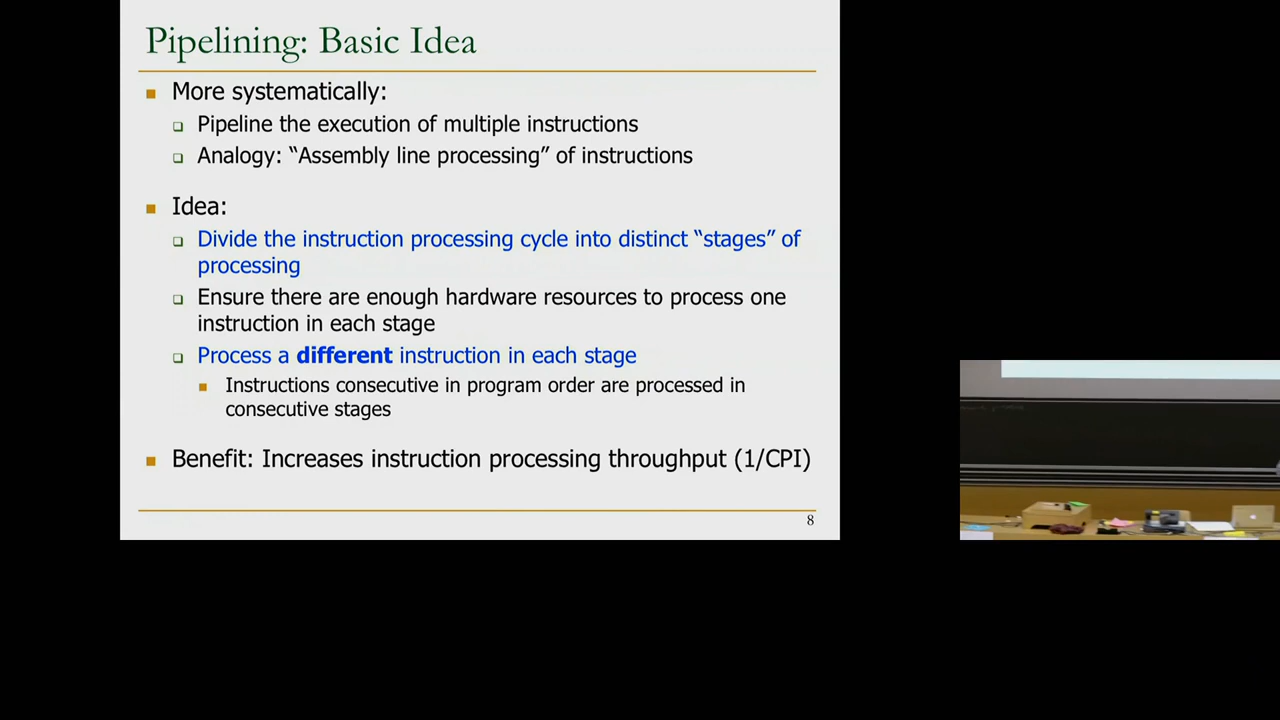 Pipelining: Basic Idea
More systematically:
Pipeline the execution of multiple instructions
Analogy: “Assembly line processing” of instructions
Idea:
Divide the instruction processing cycle into distinct “stages” of
processing
Ensure there are enough hardware resources to process one
instruction in each stage
Process a different instruction in each stage
Instructions consecutive in program order are processed in
consecutive stages
Benefit: Increases instruction processing throughput (1/CPI)
8